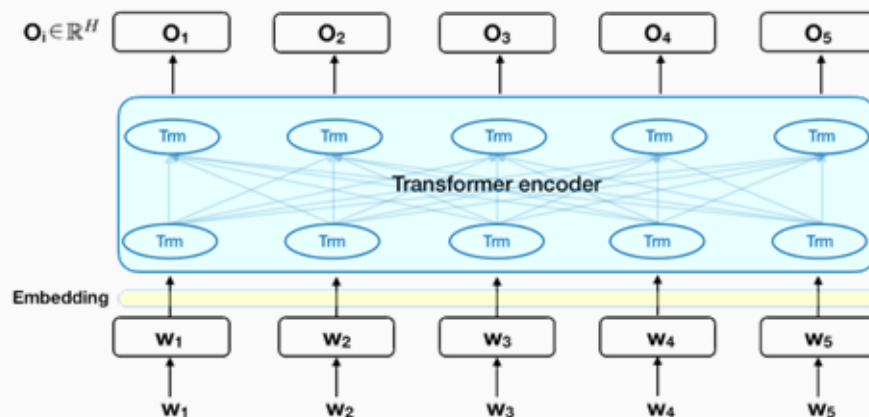 Oᵢ∈ℝᴴ O₁ O₂ O₃ O₄ O₅
Trm Trm Trm Trm Trm
Transformer encoder
Trm Trm Trm Trm Trm
Embedding
W₁ W₂ W₃ W₄ W₅
W₁ W₂ W₃ W₄ W₅